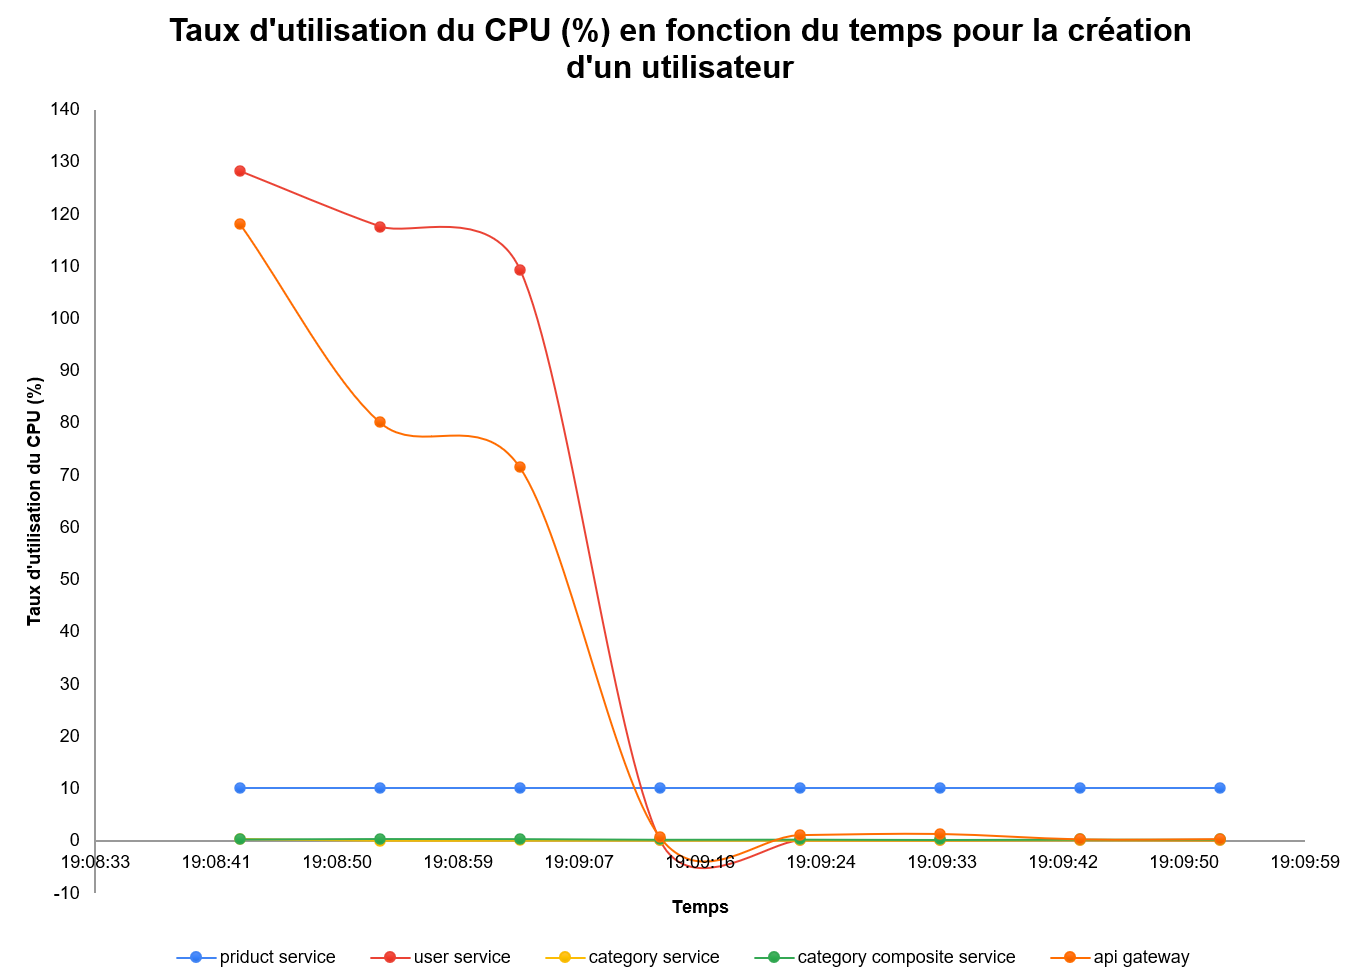 Taux d'utilisation du CPU (%) en fonction du temps pour la création
d'un utilisateur
140
130
120
110
100
90
80
70
60
50
40
30
20
10
0
-10
Taux d'utilisation du CPU (%)
19:08:33 19:08:41 19:08:50 19:08:59 19:09:07 19:09:16 19:09:24 19:09:33 19:09:42 19:09:50 19:09:59
Temps
priduct service user service category service category composite service api gateway